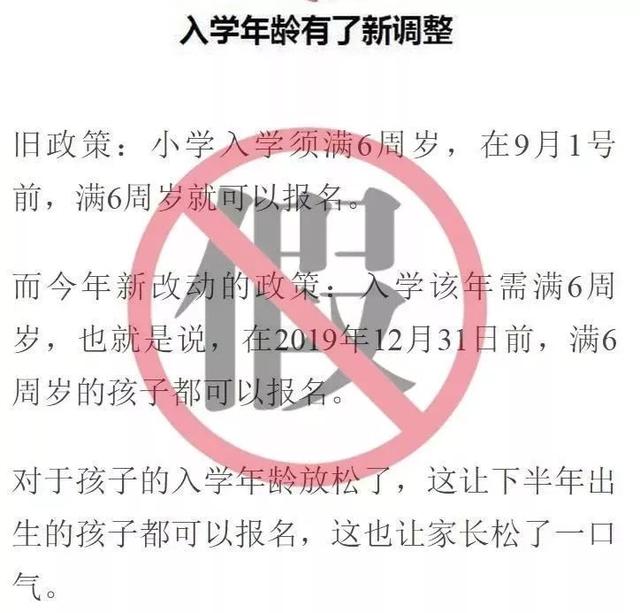 入学年龄有了新调整
旧政策：小学入学须满6周岁，在9月1号
前，满6周岁就可以报名。
而今年新改动的政策：入学该年需满6周
岁，也就是说，在2019年12月31日前，满6
周岁的孩子都可以报名。
对于孩子的入学年龄放松了，这让下半年出
生的孩子都可以报名，这也让家长松了一口
气。
假